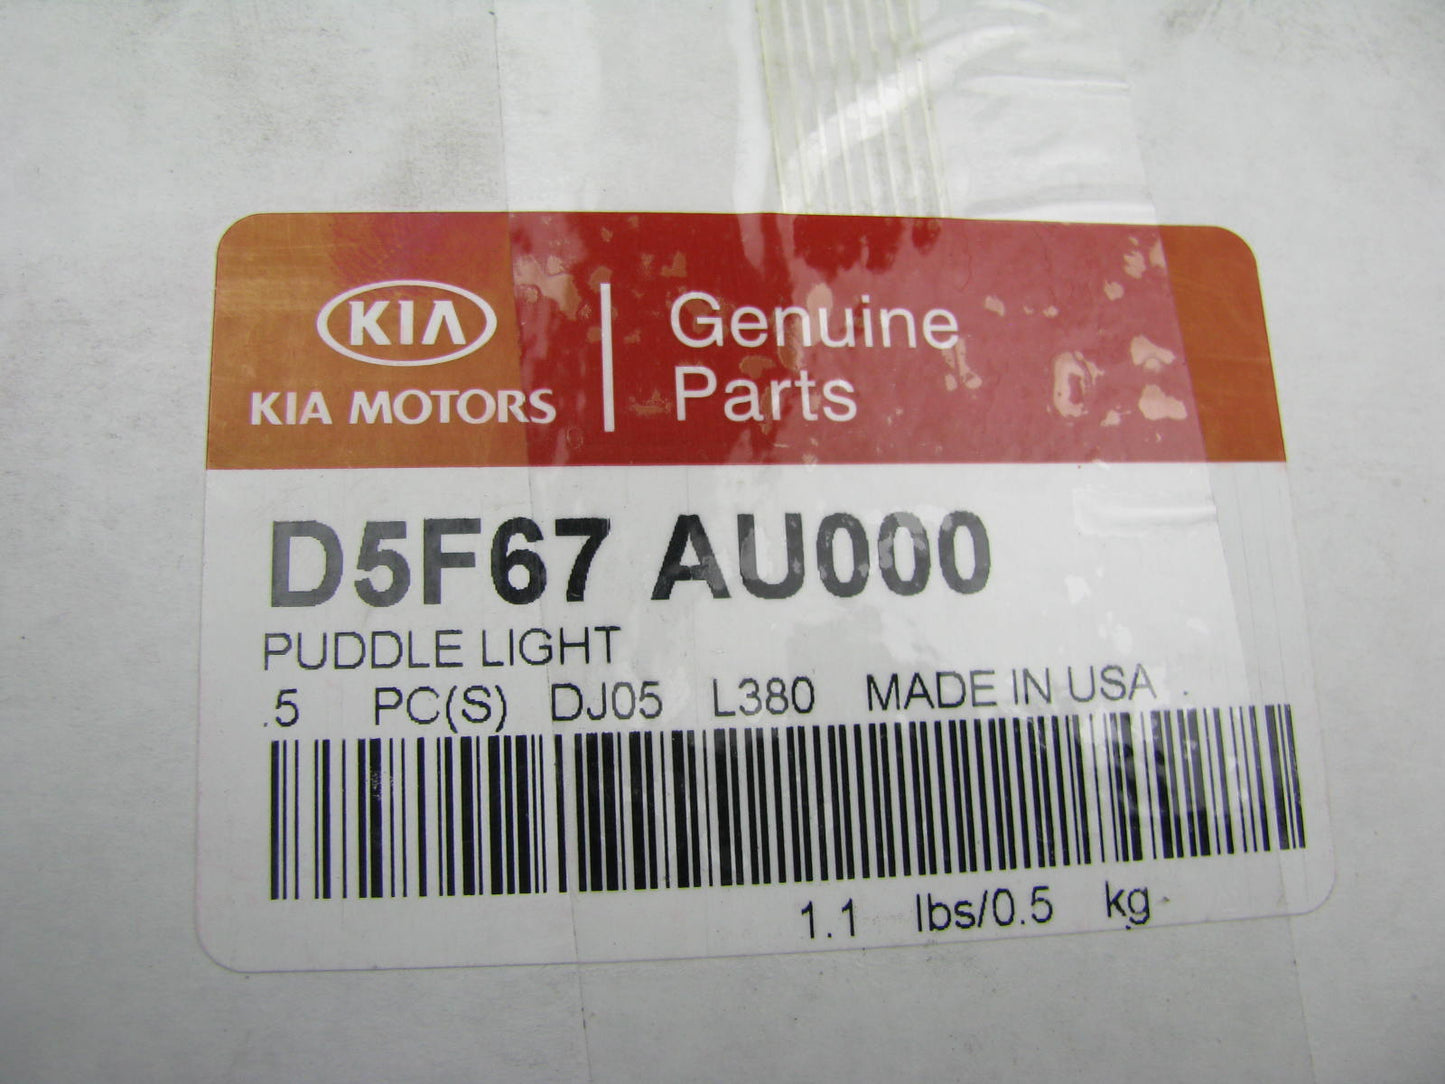 KIA
KIA MOTORS
Genuine
Parts
D5F67 AU000
PUDDLE LIGHT
.5 PC(S) DJ05 L380 MADE IN USA
1.1 lbs/0.5 kg